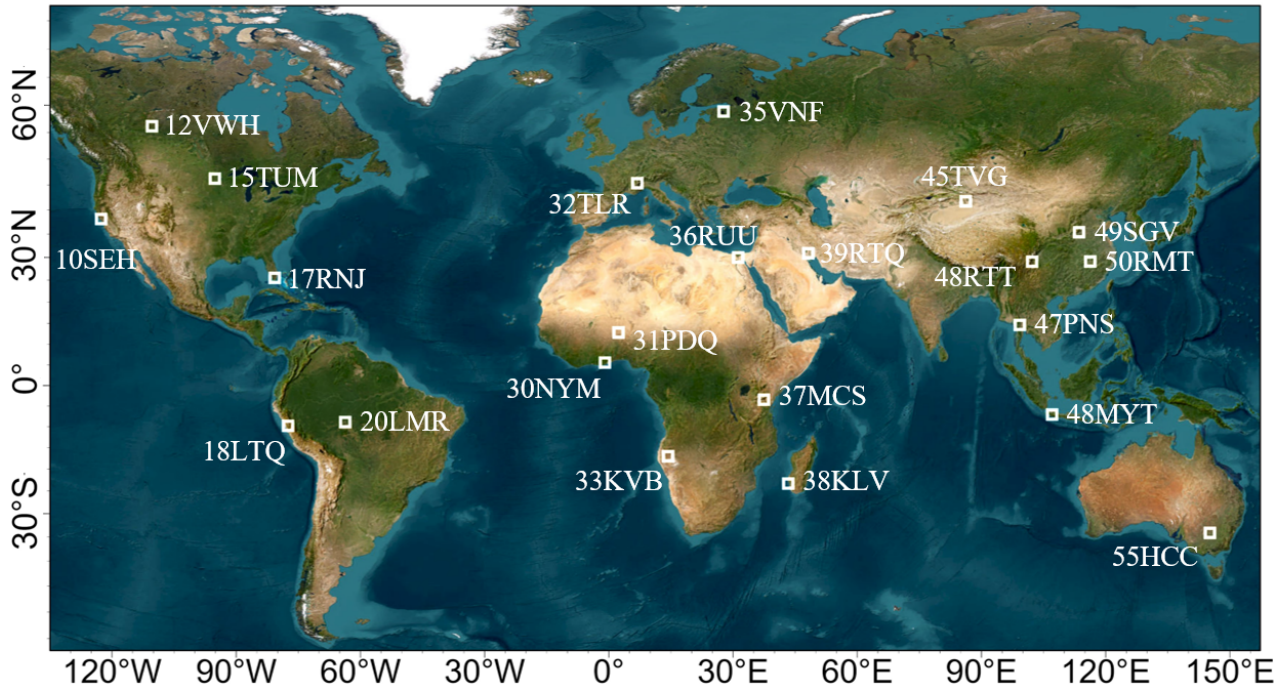 60°N
35VNF
12VWH
15TUM
45TVG
32TLR
36RUU
49SGV
30°N
10SEH
39RTQ
48RTT
50RMT
17RNJ
47PNS
31PDQ
0°
30NYM
37MCS
48MYT
20LMR
18LTQ
33KVB
38KLV
30°S
55HCC
120°W
90°W
60°W
30°W
0°
30°E
60°E
90°E
120°E
150°E